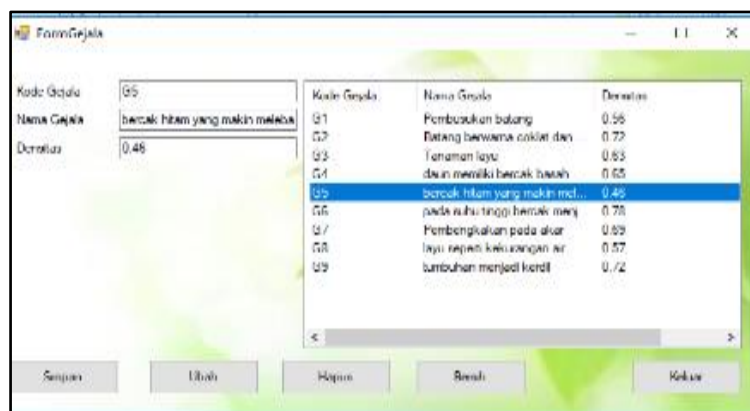 FormGejala
Kode Gejala G5
Nama Gejala bercak hitam yang makin meleba
Densitas 0.46
Kode Gejala Nama Gejala Densitas
G1 Pembusukan batang 0.56
G2 Batang berwarna coklat dan ... 0.72
G3 Tanaman layu 0.63
G4 daun memiliki bercak basah 0.65
G5 bercak hitam yang makin mel... 0.46
G6 pada suhu tinggi bercak menj 0.78
G7 Pembengkakan pada akar 0.69
G8 layu seperti kekurangan air 0.57
G9 tumbuhan menjadi kerdil 0.72
Simpan Ubah Hapus Bersih Keluar